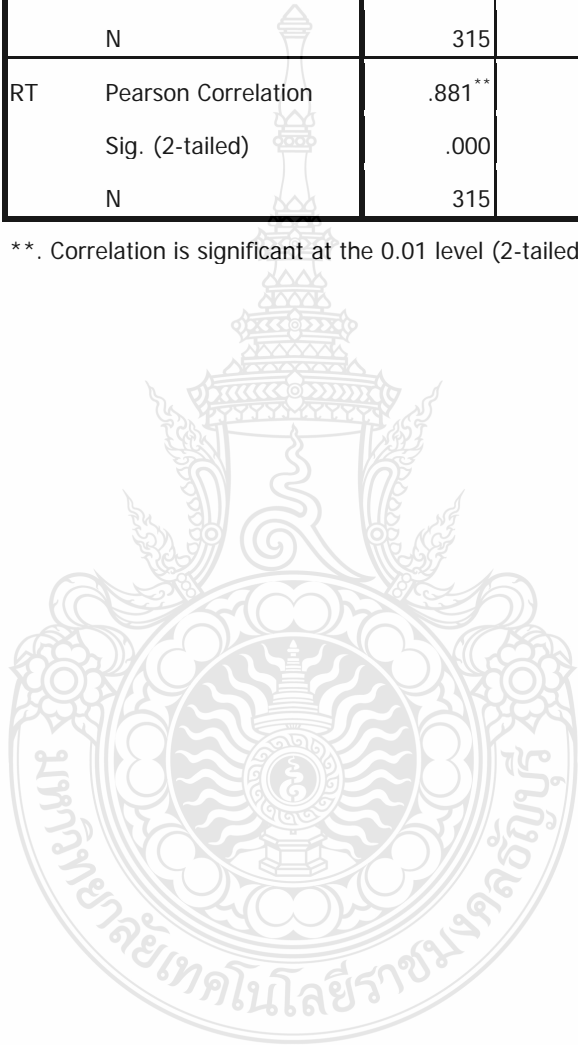 N 315
RT Pearson Correlation .881**
Sig. (2-tailed) .000
N 315
**. Correlation is significant at the 0.01 level (2-tailed
มหาวิทยาลัยเทคโนโลยีราชมงคลธัญบุรี